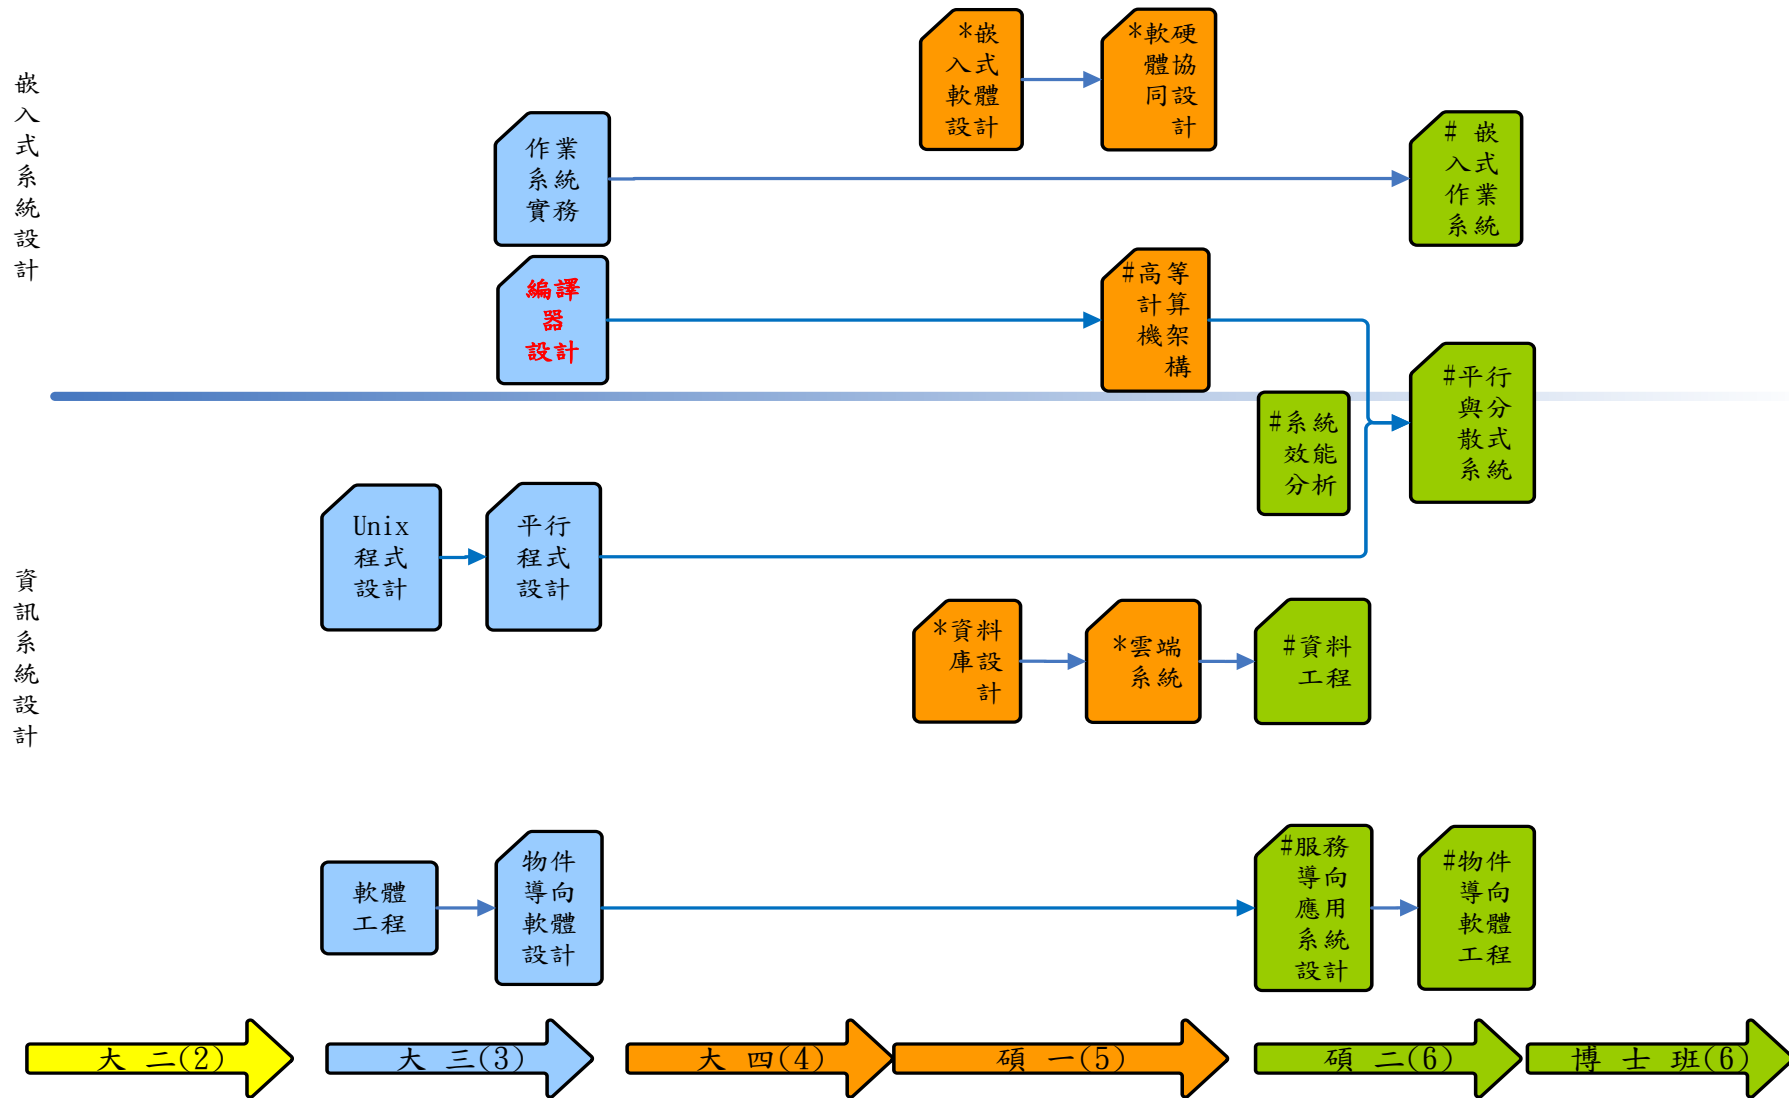 嵌
入
式
系
統
設
計
*嵌
入式
軟體
設計
*軟硬
體協
同設
計
作業
系統
實務
# 嵌
入式
作業
系統
編譯
器
設計
#高等
計算
機架
構
#平行
與分
散式
系統
#系統
效能
分析
資
訊
系
統
設
計
Unix
程式
設計
平行
程式
設計
*資料
庫設
計
*雲端
系統
#資料
工程
軟體
工程
物件
導向
軟體
設計
#服務
導向
應用
系統
設計
#物件
導向
軟體
工程
大 二(2)
大 三(3)
大 四(4)
碩 一(5)
碩 二(6)
博 士 班(6)